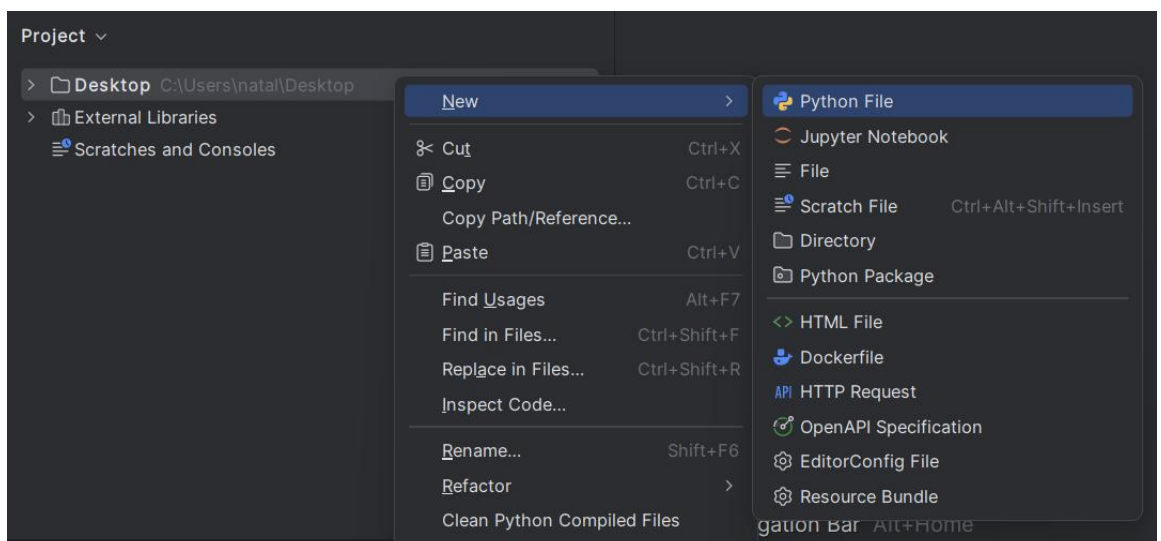 Project
Desktop C:\Users\natal\Desktop
External Libraries
Scratches and Consoles
New
Cut Ctrl+X
Copy Ctrl+C
Copy Path/Reference...
Paste Ctrl+V
Find Usages Alt+F7
Find in Files... Ctrl+Shift+F
Replace in Files... Ctrl+Shift+R
Inspect Code...
Rename... Shift+F6
Refactor
Clean Python Compiled Files
Python File
Jupyter Notebook
File
Scratch File Ctrl+Alt+Shift+Insert
Directory
Python Package
HTML File
Dockerfile
API HTTP Request
OpenAPI Specification
EditorConfig File
Resource Bundle
gation Bar Alt+Home